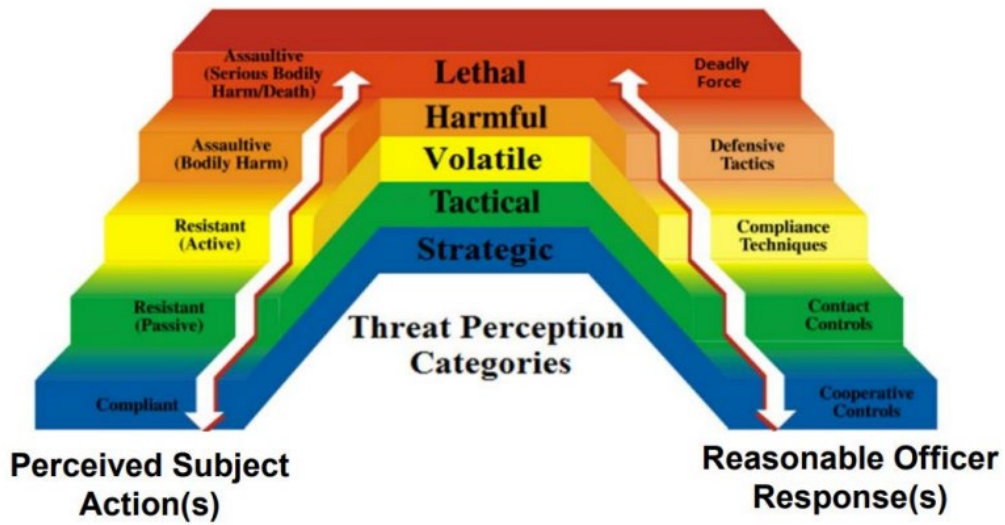 Assaultive
(Serious Bodily
Harm/Death)
Lethal
Deadly
Force
Assaultive
(Bodily Harm)
Harmful
Defensive
Tactics
Resistant
(Active)
Volatile
Compliance
Techniques
Resistant
(Passive)
Tactical
Contact
Controls
Compliant
Strategic
Cooperative
Controls
Threat Perception
Categories
Perceived Subject
Action(s)
Reasonable Officer
Response(s)